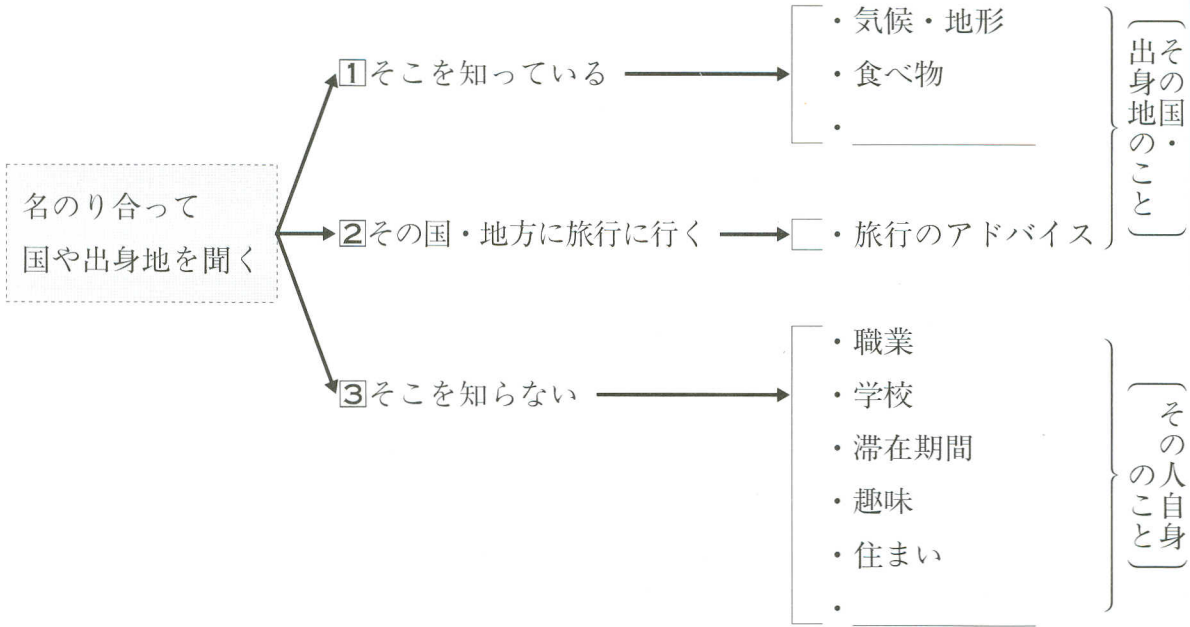 名のり合って
国や出身地を聞く
1そこを知っている
・気候・地形
・食べ物
・
その国・
出身地のこと
2その国・地方に旅行に行く
・旅行のアドバイス
3そこを知らない
・職業
・学校
・滞在期間
・趣味
・住まい
・
その人自身
のこと